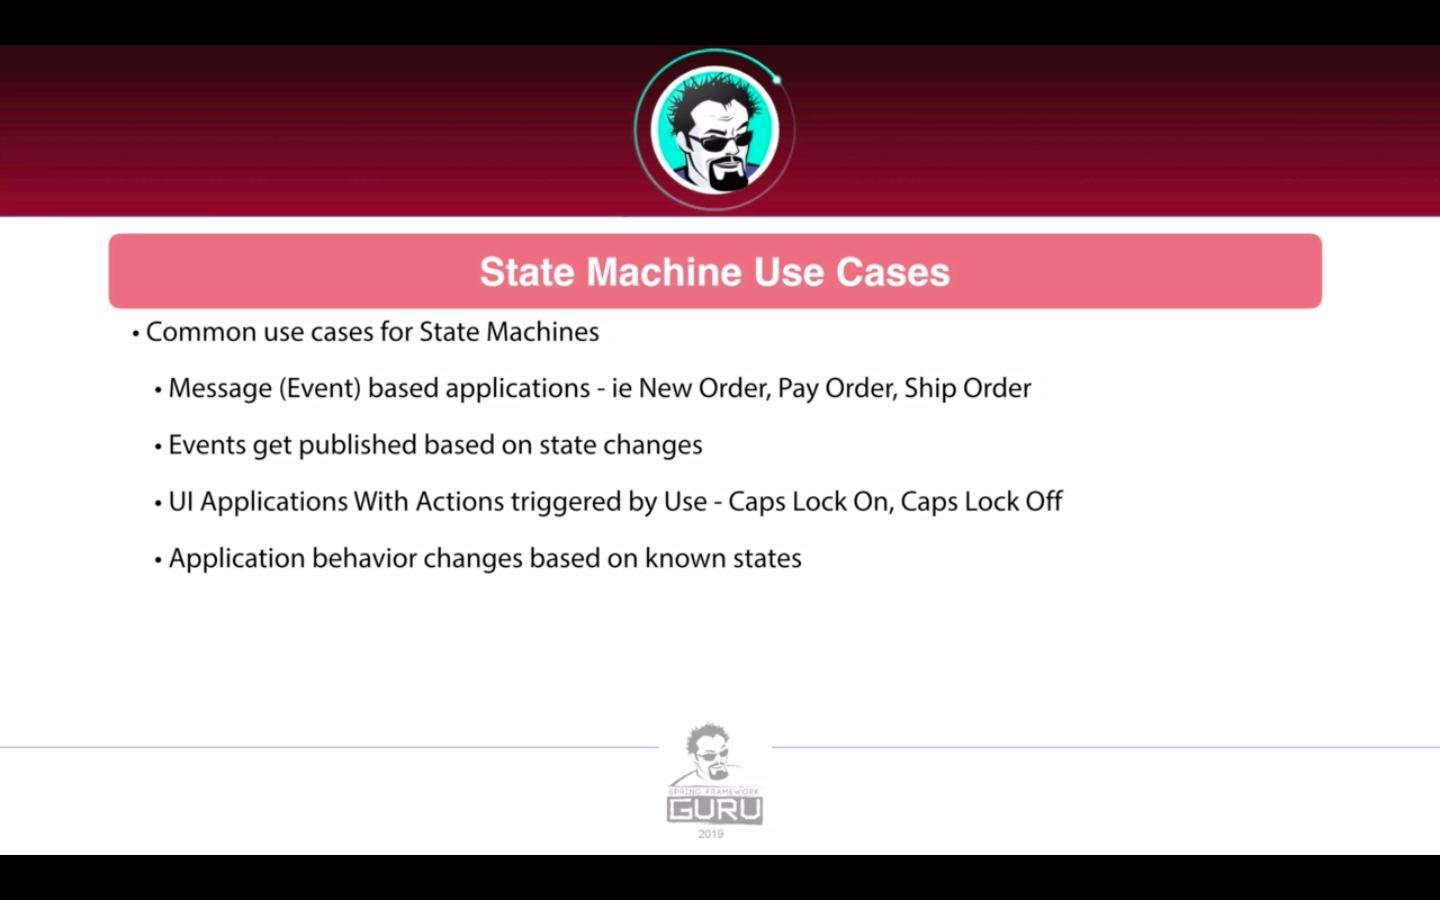 State Machine Use Cases
• Common use cases for State Machines
• Message (Event) based applications - ie New Order, Pay Order, Ship Order
• Events get published based on state changes
• UI Applications With Actions triggered by Use - Caps Lock On, Caps Lock Off
• Application behavior changes based on known states
SPRING FRAMEWORK
GURU
2019